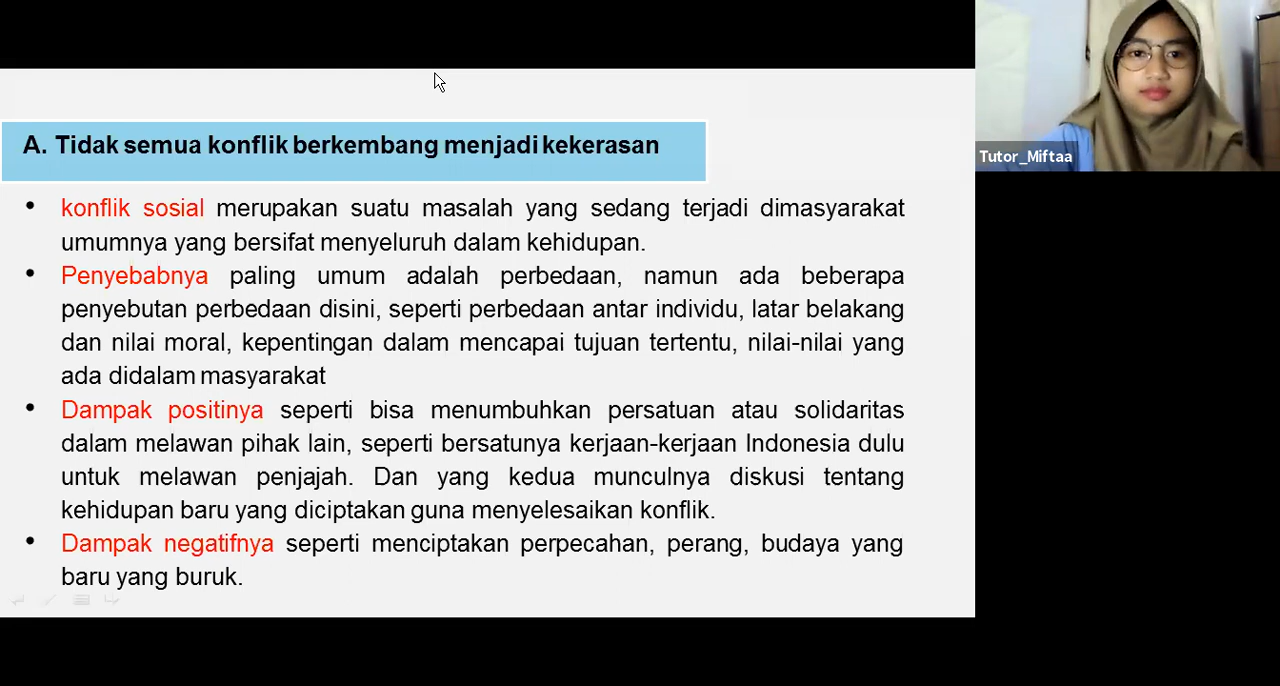 A. Tidak semua konflik berkembang menjadi kekerasan
• konflik sosial merupakan suatu masalah yang sedang terjadi dimasyarakat
umumnya yang bersifat menyeluruh dalam kehidupan.
• Penyebabnya paling umum adalah perbedaan, namun ada beberapa
penyebutan perbedaan disini, seperti perbedaan antar individu, latar belakang
dan nilai moral, kepentingan dalam mencapai tujuan tertentu, nilai-nilai yang
ada didalam masyarakat
• Dampak positinya seperti bisa menumbuhkan persatuan atau solidaritas
dalam melawan pihak lain, seperti bersatunya kerjaan-kerjaan Indonesia dulu
untuk melawan penjajah. Dan yang kedua munculnya diskusi tentang
kehidupan baru yang diciptakan guna menyelesaikan konflik.
• Dampak negatifnya seperti menciptakan perpecahan, perang, budaya yang
baru yang buruk.
Tutor_Miftaa